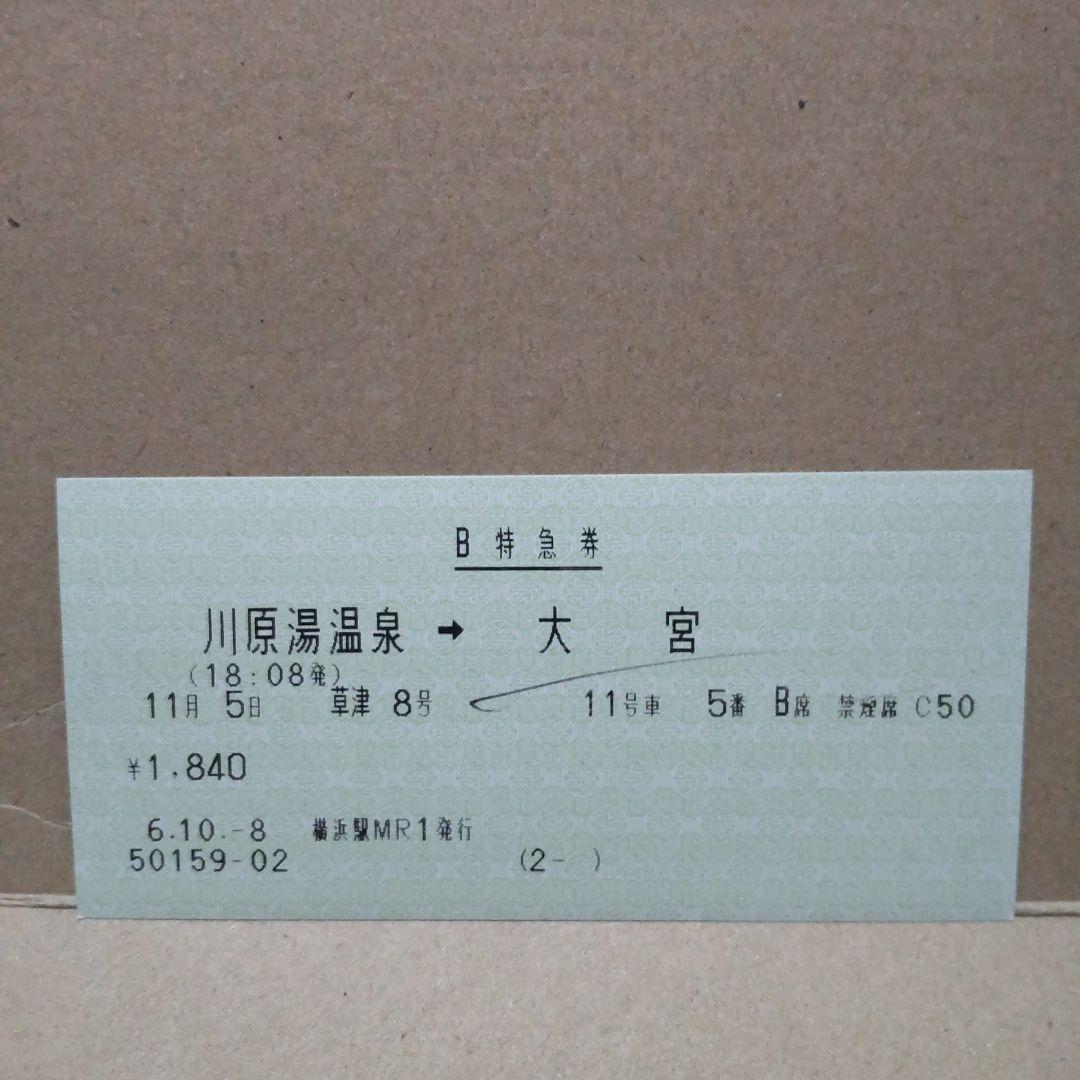 B 特急券
川原湯温泉 → 大 宮
(18:08発)
11月 5日 草津 8号 11号車 5番 B席 禁煙席 C50
¥1,840
6.10.-8 横浜駅MR1発行
50159-02 (2- )